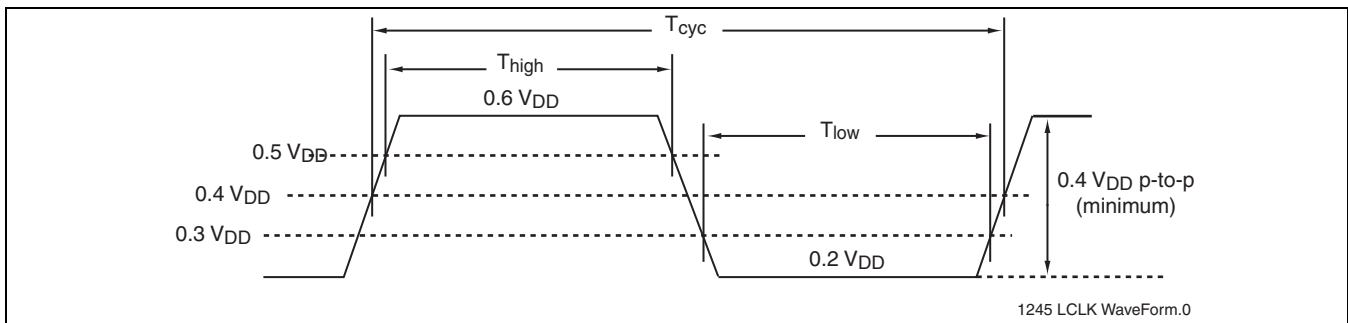 Tcyc
Thigh
0.6 VDD
Tlow
0.5 VDD
0.4 VDD p-to-p
(minimum)
0.4 VDD
0.3 VDD
0.2 VDD
1245 LCLK WaveForm.0